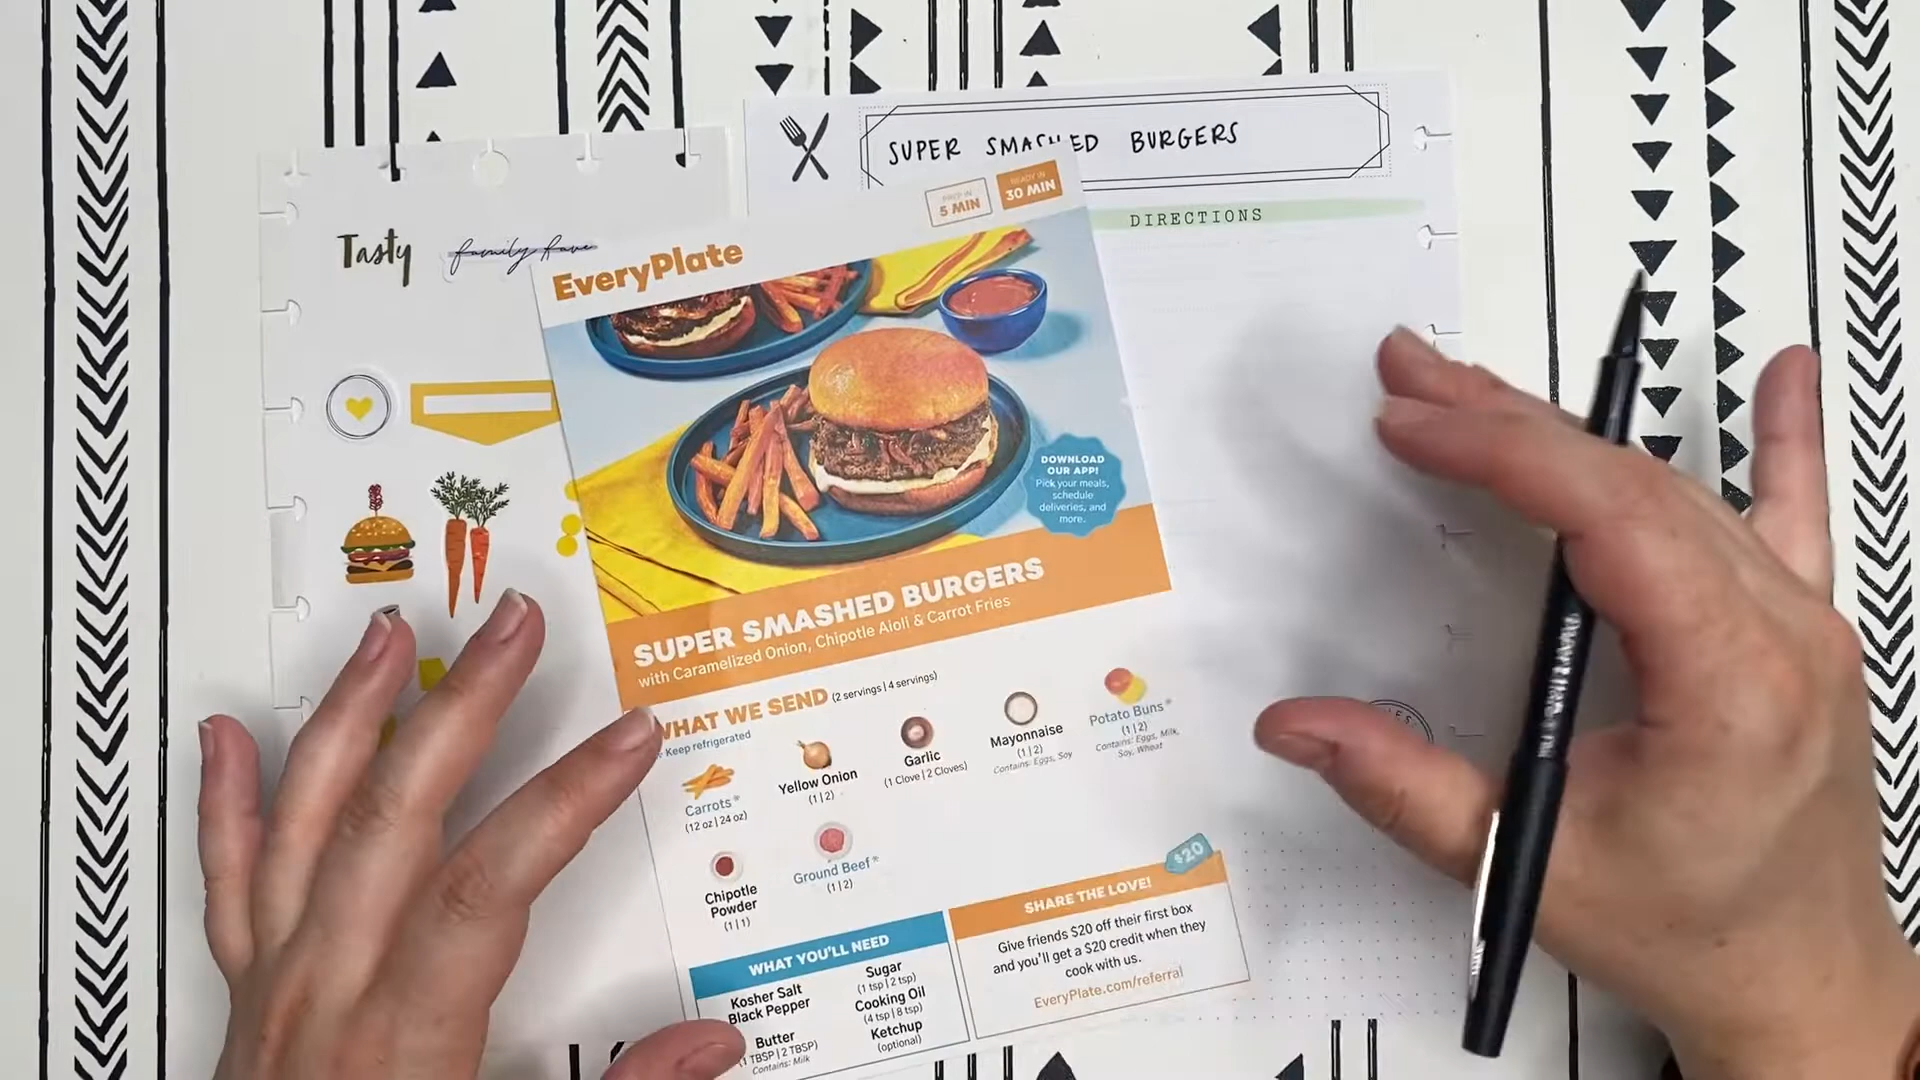 SUPER SMASHED BURGERS
DIRECTIONS
Tasty family fave
PREP IN
5 MIN
READY IN
30 MIN
EveryPlate
DOWNLOAD
OUR APP!
Pick your meals,
schedule
deliveries, and
more.
SUPER SMASHED BURGERS
with Caramelized Onion, Chipotle Aioli & Carrot Fries
WHAT WE SEND (2 servings | 4 servings)
* Keep refrigerated
Carrots *
(12 oz | 24 oz)
Yellow Onion
(1 | 2)
Garlic
(1 Clove | 2 Cloves)
Mayonnaise
(1 | 2)
Contains: Eggs, Soy
Potato Buns *
(1 | 2)
Contains: Eggs, Milk,
Soy, Wheat
Chipotle
Powder
(1 | 1)
Ground Beef *
(1 | 2)
WHAT YOU'LL NEED
Kosher Salt
Black Pepper
Butter
(1 TBSP | 2 TBSP)
Contains: Milk
Sugar
(1 tsp | 2 tsp)
Cooking Oil
(4 tsp | 8 tsp)
Ketchup
(optional)
$20
SHARE THE LOVE!
Give friends $20 off their first box
and you'll get a $20 credit when they
cook with us.
EveryPlate.com/referral